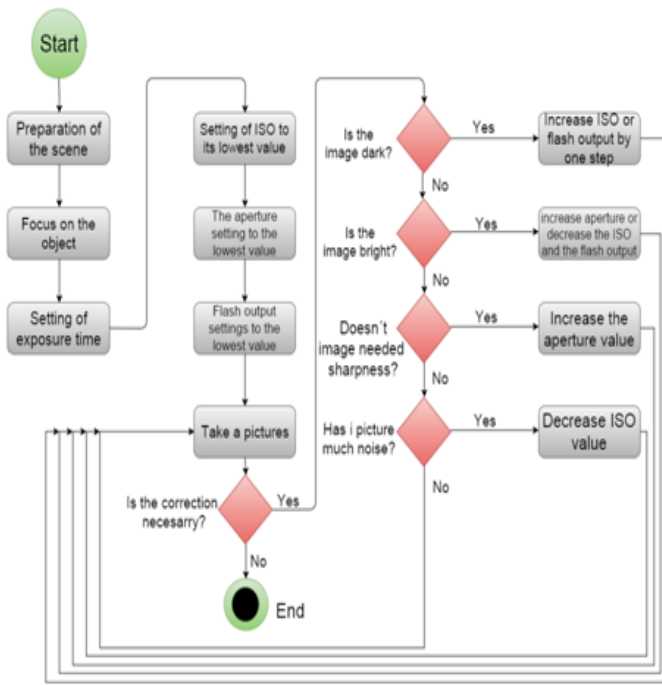 Start
Preparation of
the scene
Focus on the
object
Setting of
exposure time
Setting of ISO to
its lowest value
The aperture
setting to the
lowest value
Flash output
settings to the
lowest value
Take a pictures
Is the correction
necesarry?
Yes
No
End
Is the
image dark?
Yes
No
Increase ISO or
flash output by
one step
Is the
image bright?
Yes
No
increase aperture or
decrease the ISO
and the flash output
Doesn´t
image needed
sharpness?
Yes
No
Increase the
aperture value
Has i picture
much noise?
Yes
No
Decrease ISO
value